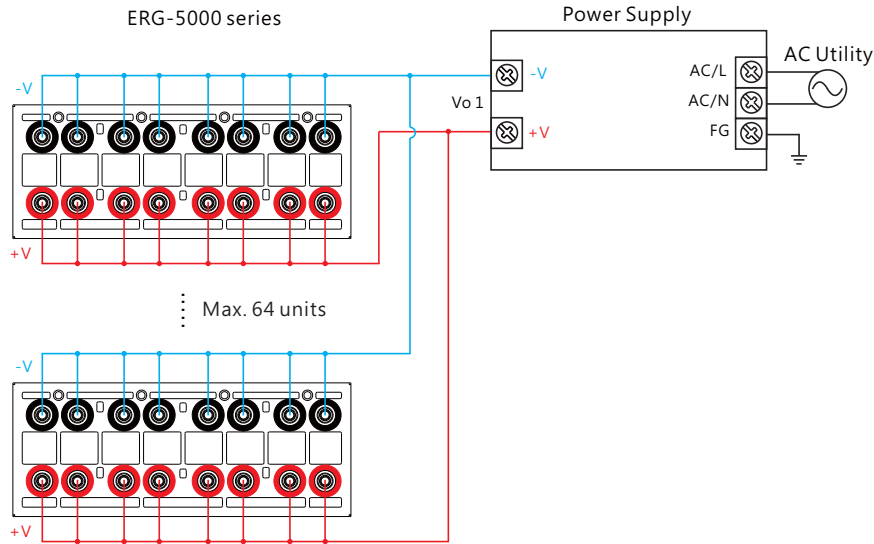 ERG-5000 series
Power Supply
AC Utility
-V
-V
AC/L
Vo 1
AC/N
+V
FG
+V
Max. 64 units
-V
+V